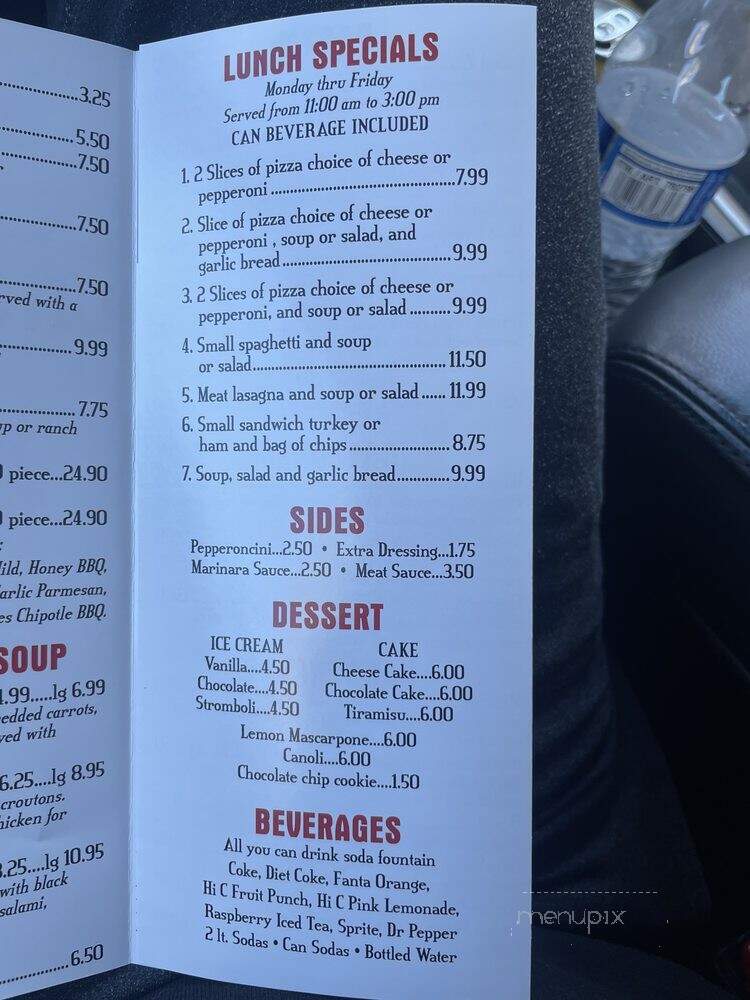 3.25
5.50
7.50
7.50
7.50
rved with a
9.99
7.75
or ranch
piece...24.90
piece...24.90
Honey BBQ,
Parmesan,
Chipotle BBQ.
SOUP
4.99.....lg 6.99
carrots,
with
6.25....lg 8.95
croutons.
for
lg 10.95
with black
salami,
6.50
LUNCH SPECIALS
Monday thru Friday
Served from 11:00 am to 3:00 pm
CAN BEVERAGE INCLUDED
1. 2 Slices of pizza choice of cheese or
pepperoni ..............................................7.99
2. Slice of pizza choice of cheese or
pepperoni , soup or salad, and
garlic bread..........................................9.99
3. 2 Slices of pizza choice of cheese or
pepperoni, and soup or salad ..........9.99
4. Small spaghetti and soup
or salad................................................ 11.50
5. Meat lasagna and soup or salad...... 11.99
6. Small sandwich turkey or
ham and bag of chips......................... 8.75
7. Soup, salad and garlic bread.............9.99
SIDES
Pepperoncini...2.50 • Extra Dressing...1.75
Marinara Sauce...2.50 • Meat Sauce...3.50
DESSERT
ICE CREAM
Vanilla....4.50
Chocolate....4.50
Stromboli....4.50
CAKE
Cheese Cake....6.00
Chocolate Cake....6.00
Tiramisu....6.00
Lemon Mascarpone....6.00
Canoli....6.00
Chocolate chip cookie....1.50
BEVERAGES
All you can drink soda fountain
Coke, Diet Coke, Fanta Orange,
Hi C Fruit Punch, Hi C Pink Lemonade,
Raspberry Iced Tea, Sprite, Dr Pepper
2 lt. Sodas • Can Sodas • Bottled Water
menupix